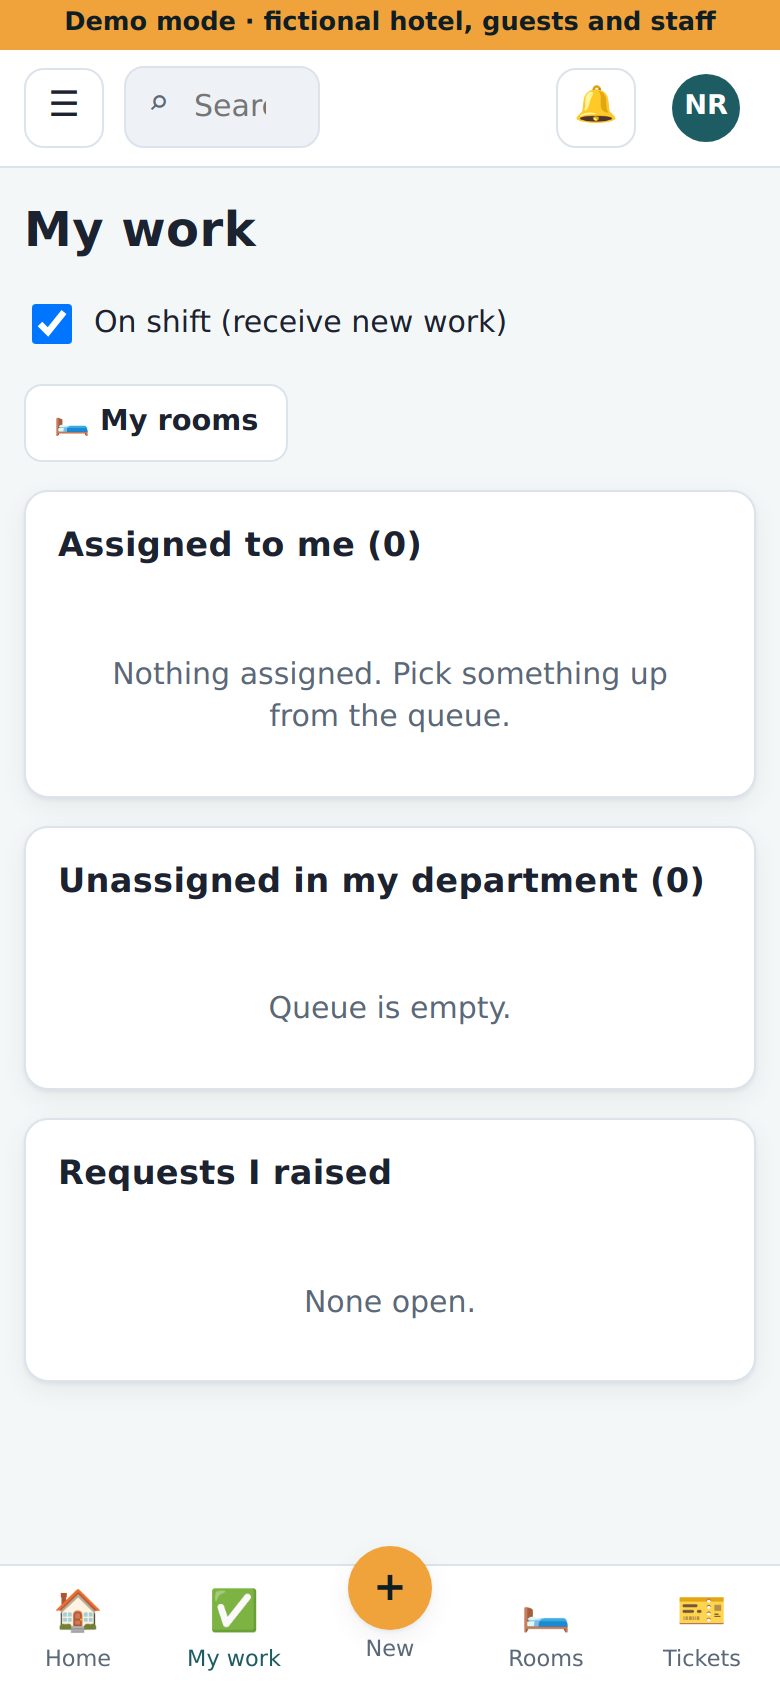 Demo mode · fictional hotel, guests and staff
☰
Sear
NR
My work
On shift (receive new work)
My rooms
Assigned to me (0)
Nothing assigned. Pick something up
from the queue.
Unassigned in my department (0)
Queue is empty.
Requests I raised
None open.
+
Home
My work
New
Rooms
Tickets